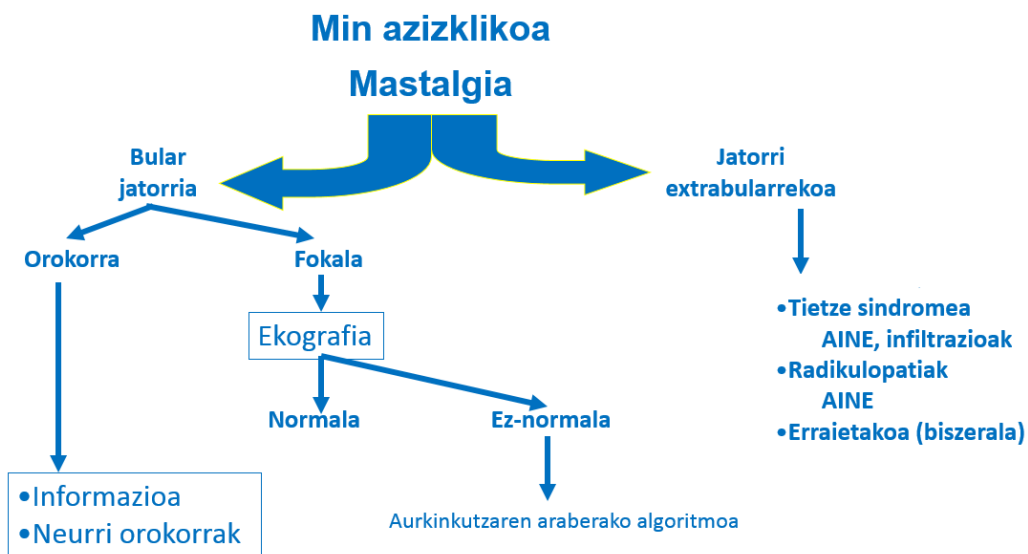 Min azizklikoa
Mastalgia
Bular
jatorria
Jatorri
extrabularrekoa
Orokorra
Fokala
Ekografia
Normala
Ez-normala
•Tietze sindromea
AINE, infiltrazioak
•Radikulopatiak
AINE
•Erraietakoa (biszerala)
•Informazioa
•Neurri orokorrak
Aurkinkutzaren araberako algoritmoa